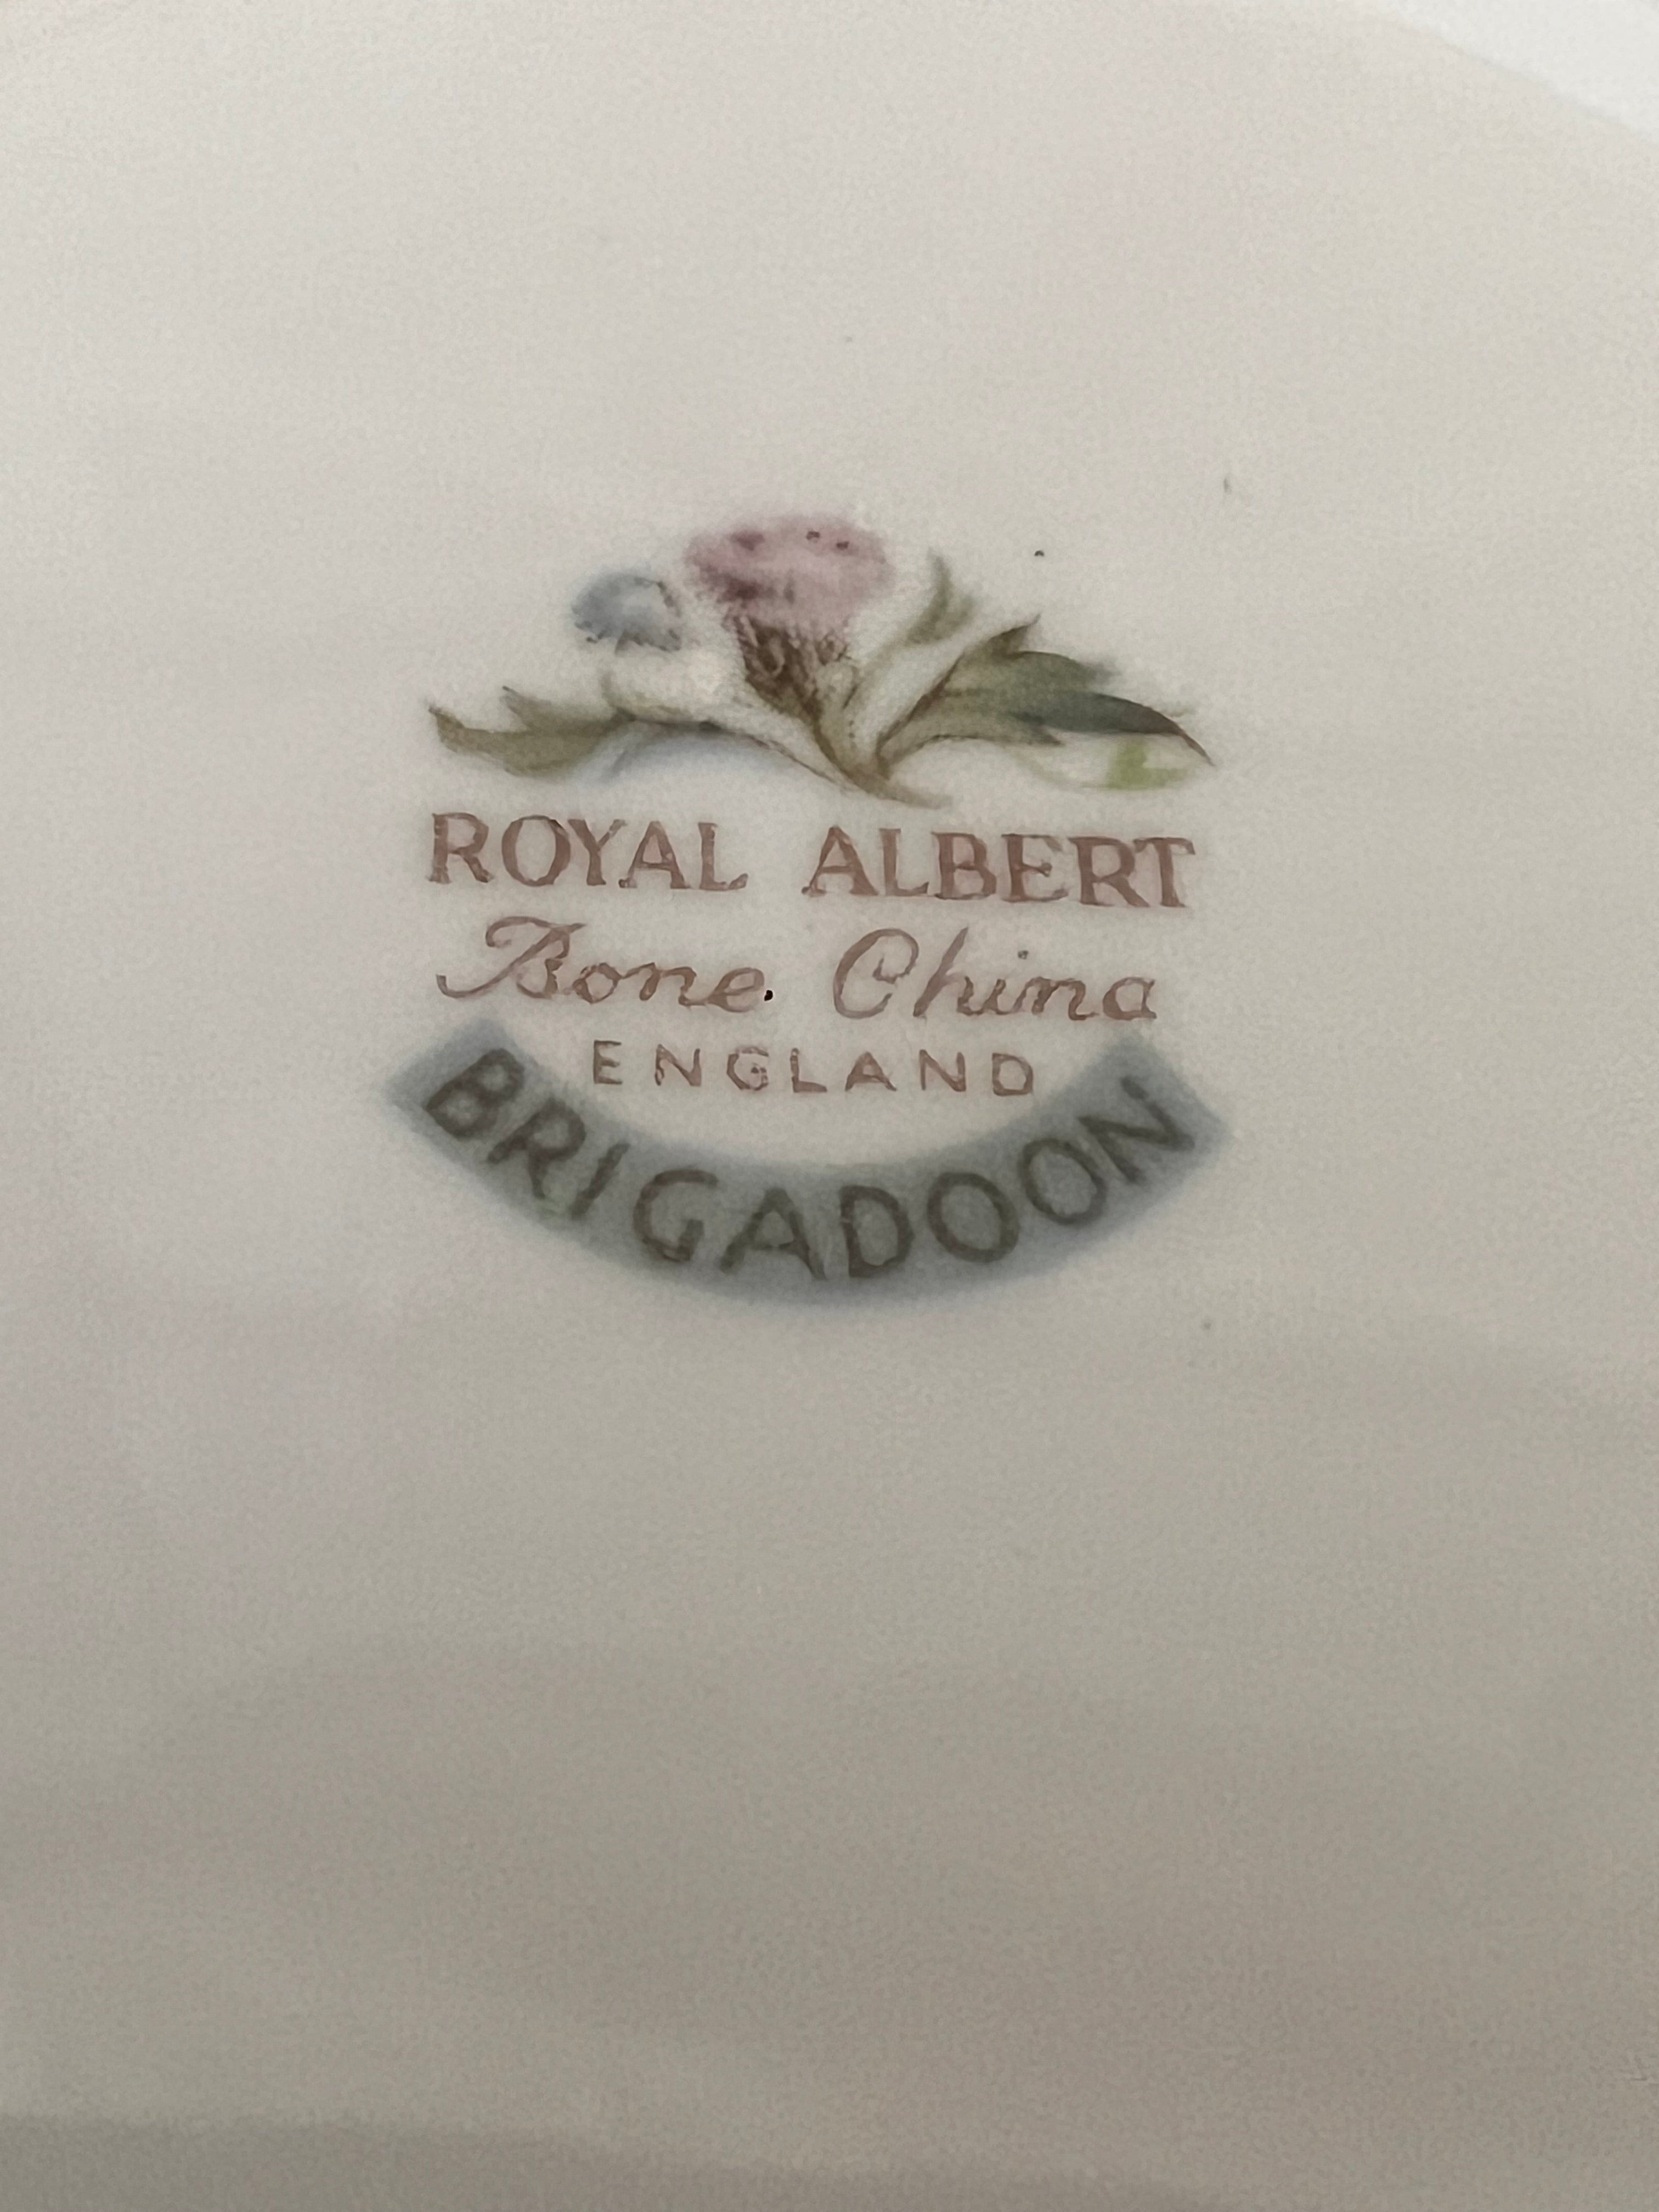 ROYAL ALBERT
Bone China
ENGLAND
BRIGADOON